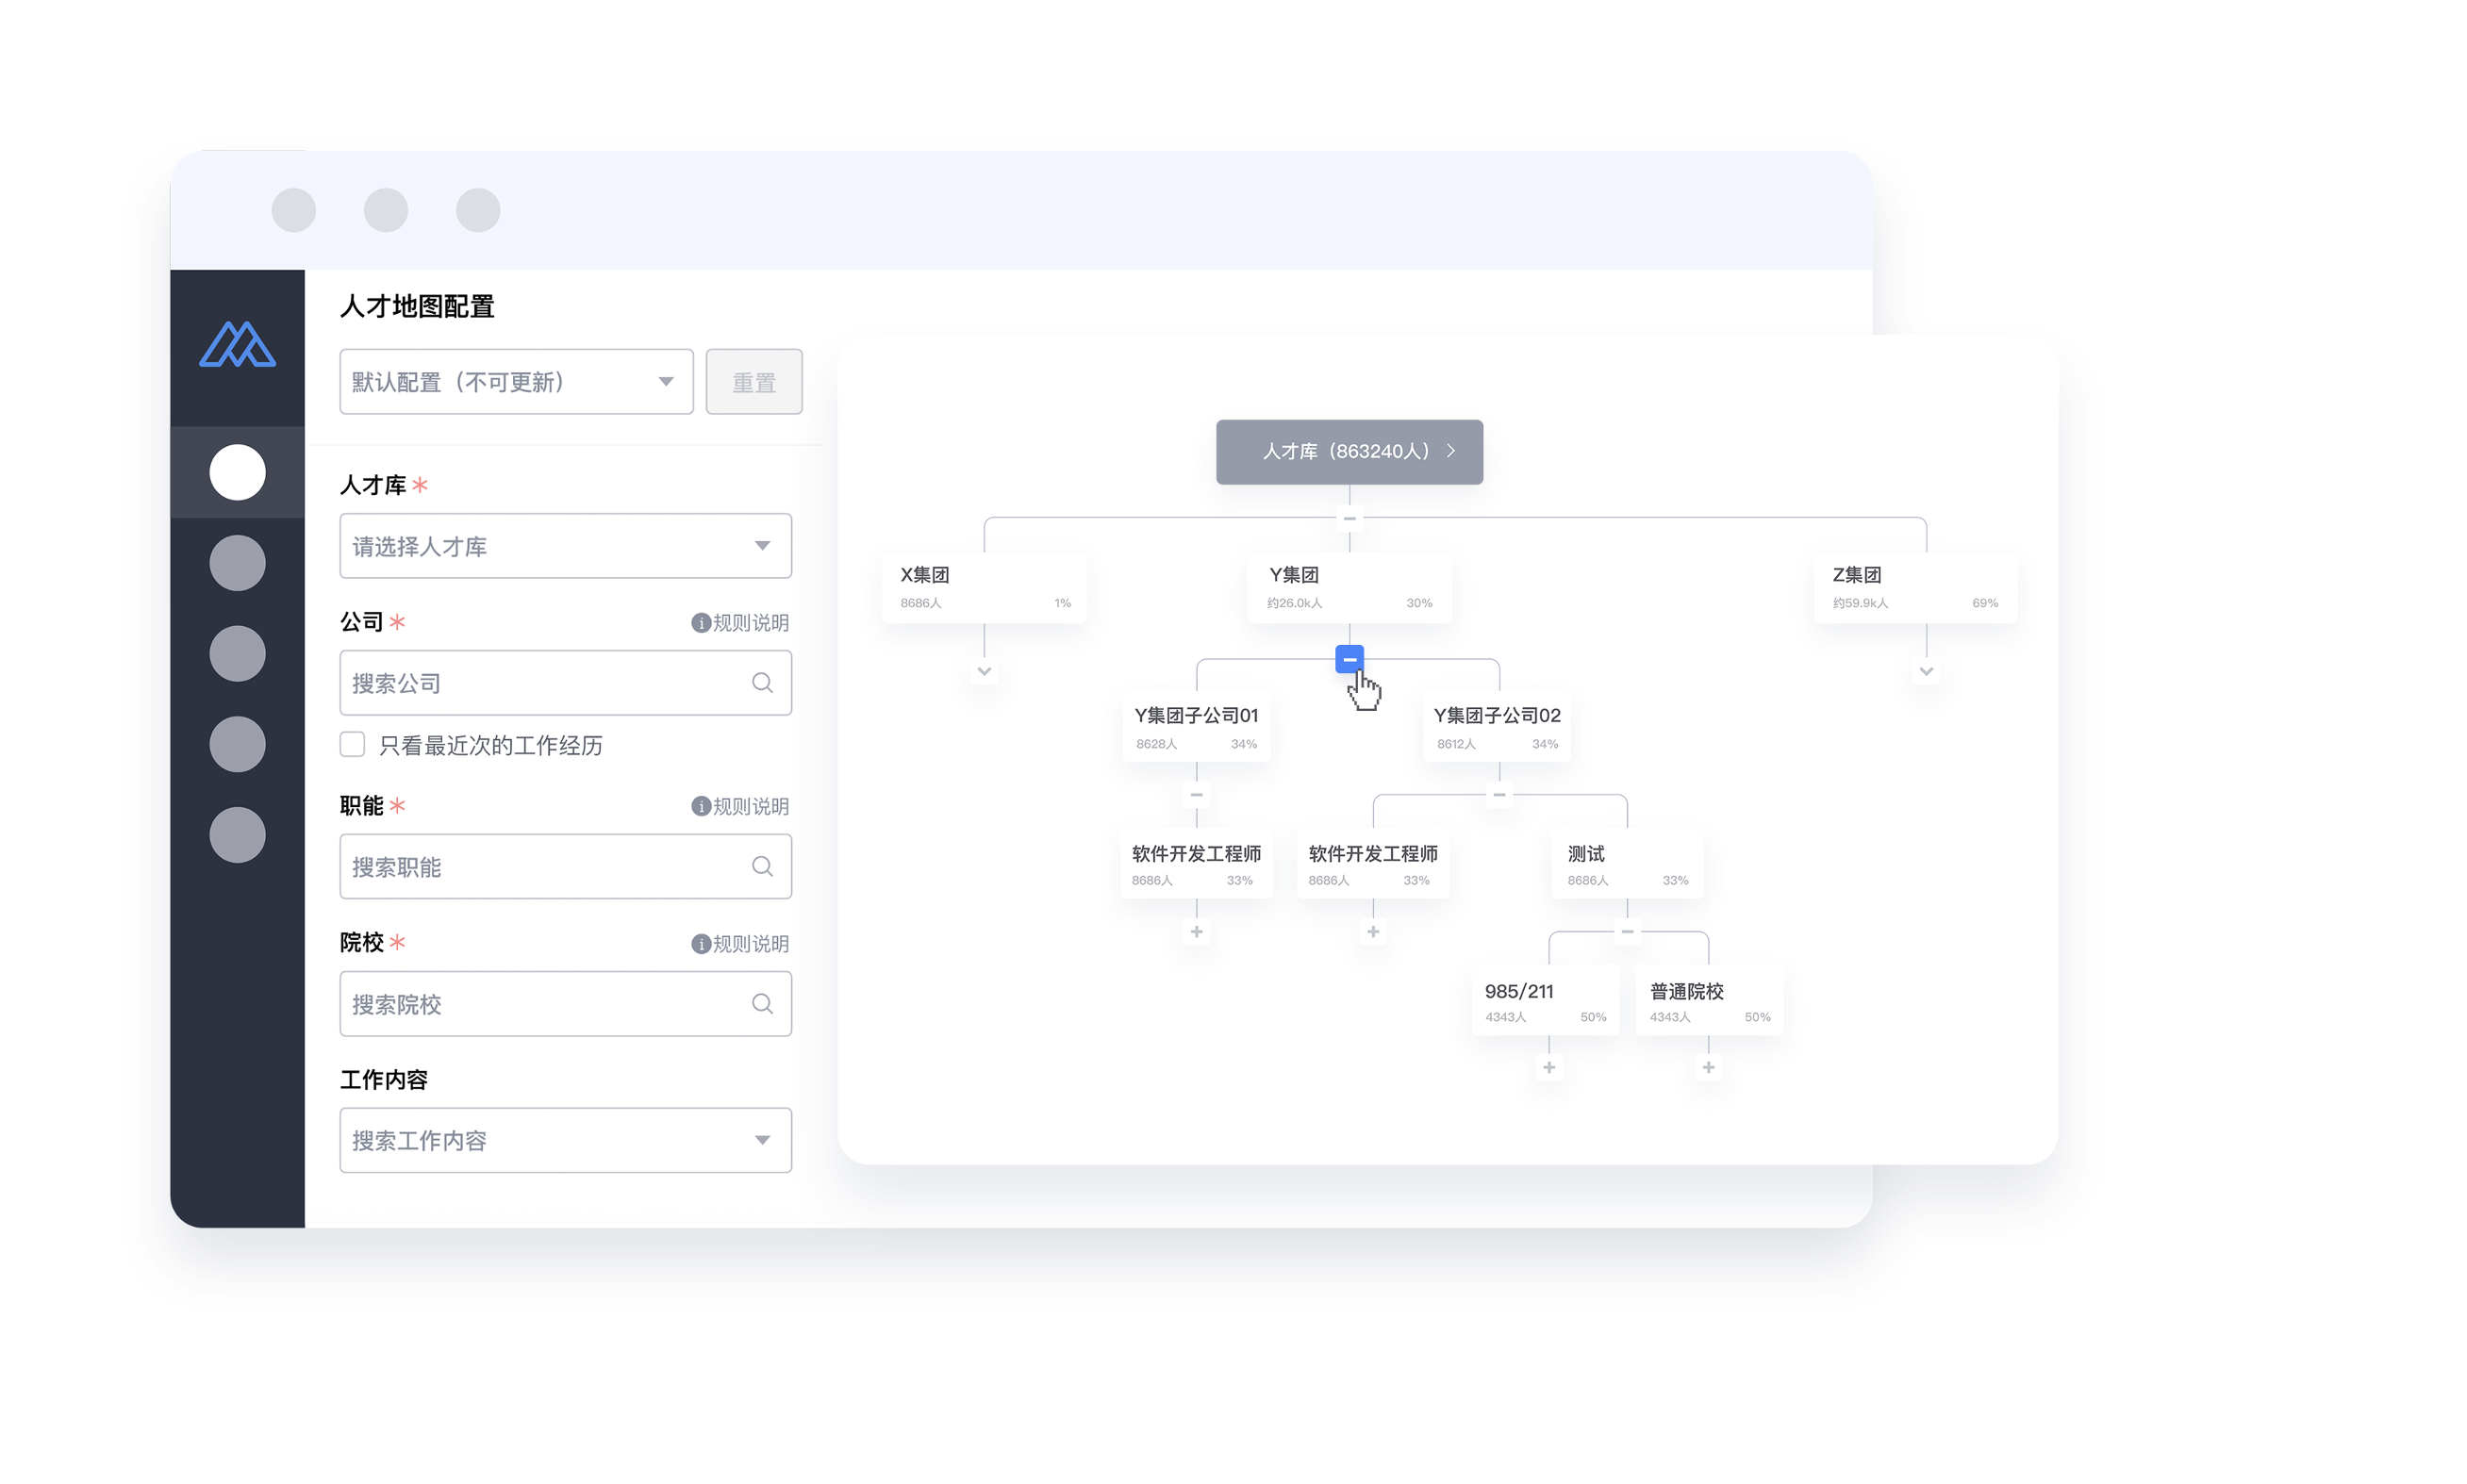 人才地图配置
默认配置（不可更新）
重置
人才库*
请选择人才库
公司*
规则说明
搜索公司
只看最近次的工作经历
职能*
规则说明
搜索职能
院校*
规则说明
搜索院校
工作内容
搜索工作内容
人才库（863240人）
X集团
8686人 1%
Y集团
约26.0k人 30%
Z集团
约59.9k人 69%
Y集团子公司01
8628人 34%
Y集团子公司02
8612人 34%
软件开发工程师
8686人 33%
软件开发工程师
8686人 33%
测试
8686人 33%
985/211
4343人 50%
普通院校
4343人 50%